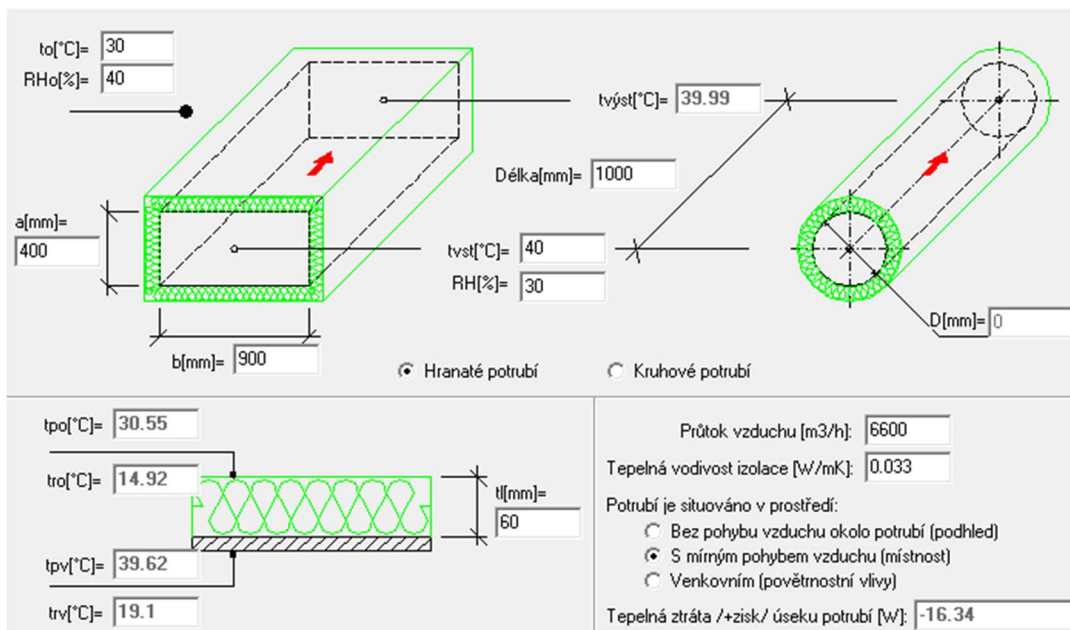 to[°C]= 30
RHo[%]= 40
tvýst[°C]= 39.99
Délka[mm]= 1000
a[mm]=
400
tvst[°C]= 40
RH[%]= 30
D[mm]= 0
b[mm]= 900
Hranaté potrubí
Kruhové potrubí
tpo[°C]= 30.55
tro[°C]= 14.92
tl[mm]=
60
tpv[°C]= 39.62
trv[°C]= 19.1
Průtok vzduchu [m3/h]: 6600
Tepelná vodivost izolace [W/mK]: 0.033
Potrubí je situováno v prostředí:
Bez pohybu vzduchu okolo potrubí (podhled)
S mírným pohybem vzduchu (místnost)
Venkovním (povětrnostní vlivy)
Tepelná ztráta /+zisk/ úseku potrubí [W]: -16.34